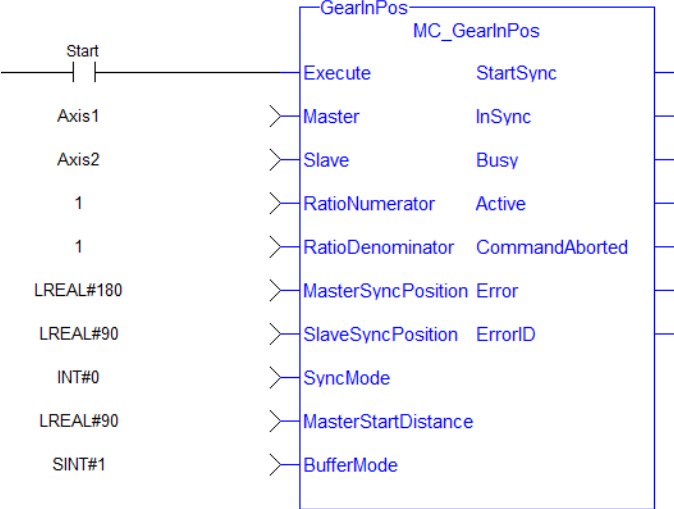 GearInPos
MC_GearInPos
Start
Execute StartSync
Axis1 Master InSync
Axis2 Slave Busy
1 RatioNumerator Active
1 RatioDenominator CommandAborted
LREAL#180 MasterSyncPosition Error
LREAL#90 SlaveSyncPosition ErrorID
INT#0 SyncMode
LREAL#90 MasterStartDistance
SINT#1 BufferMode